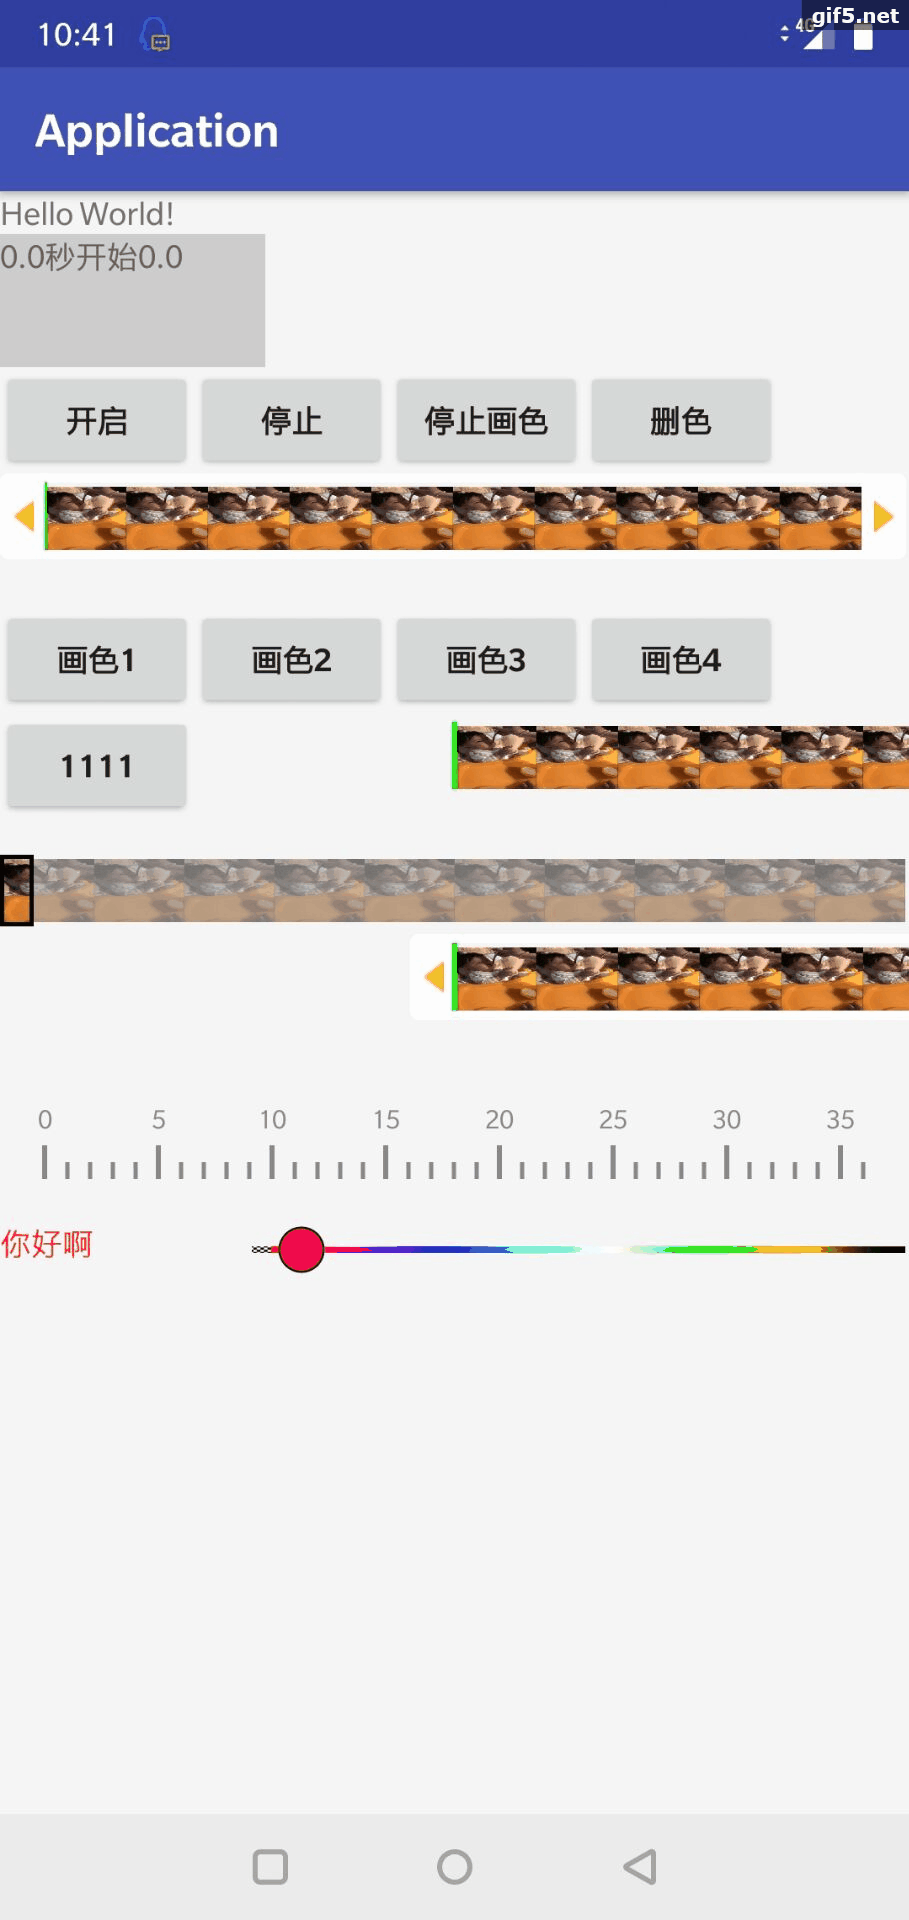 10:41
4G
gif5.net
Application
Hello World!
0.0秒开始0.0
开启 停止 停止画色 删色
画色1 画色2 画色3 画色4
1111
0 5 10 15 20 25 30 35
你好啊